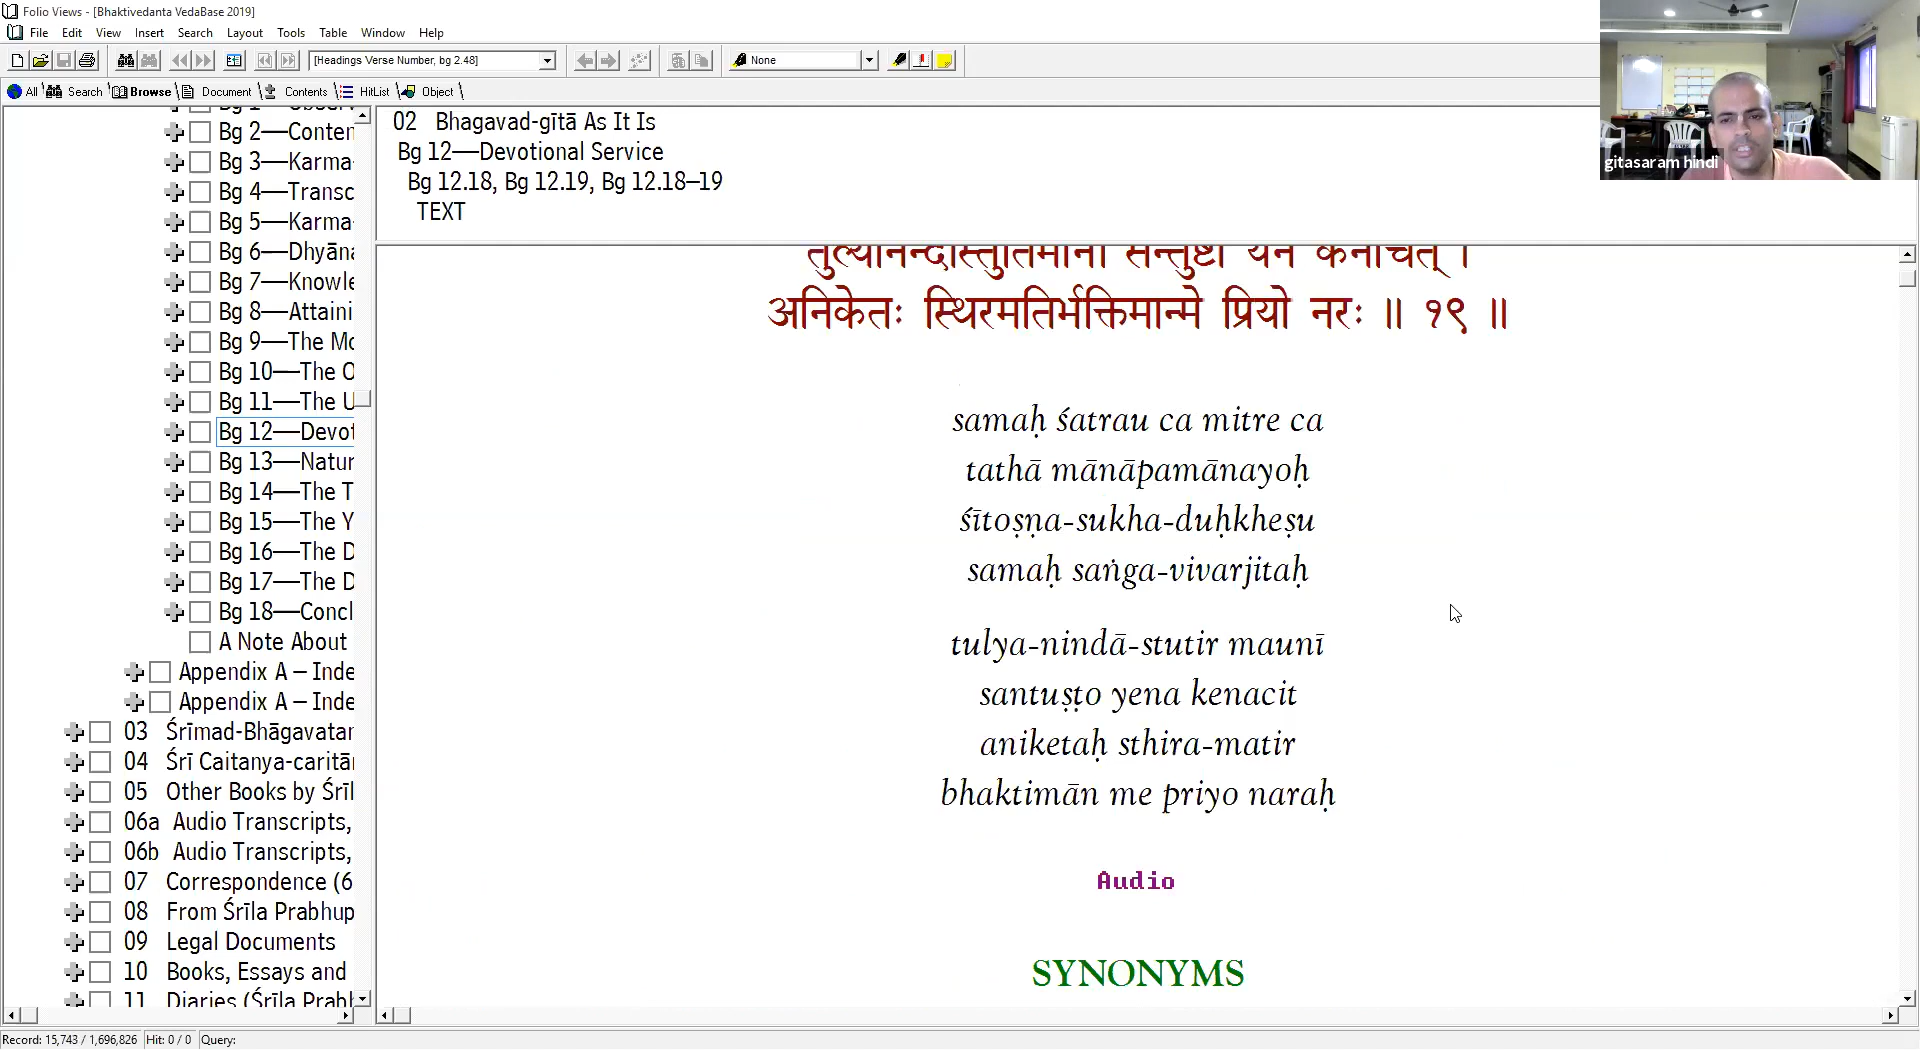 Folio Views - [Bhaktivedanta VedaBase 2019]
File Edit View Insert Search Layout Tools Table Window Help
[Headings Verse Number, bg 2.48]
None
All Search Browse Document Contents HitList Object
Bg 2—Conten
Bg 3—Karma-
Bg 4—Transc
Bg 5—Karma-
Bg 6—Dhyāna
Bg 7—Knowle
Bg 8—Attaini
Bg 9—The Mo
Bg 10—The O
Bg 11—The U
Bg 12—Devot
Bg 13—Natur
Bg 14—The T
Bg 15—The Y
Bg 16—The D
Bg 17—The D
Bg 18—Concl
A Note About
Appendix A – Inde
Appendix A – Inde
03 Śrīmad-Bhāgavatar
04 Śrī Caitanya-caritār
05 Other Books by Śrīl
06a Audio Transcripts,
06b Audio Transcripts,
07 Correspondence (6
08 From Śrīla Prabhup
09 Legal Documents
10 Books, Essays and
11 Diaries (Śrīla Prabh
02 Bhagavad-gītā As It Is
Bg 12—Devotional Service
Bg 12.18, Bg 12.19, Bg 12.18–19
TEXT
अनिकेतः स्थिरमतिर्भक्तिमान्मे प्रियो नरः ॥ १९ ॥
samaḥ śatrau ca mitre ca
tathā mānāpamānayoḥ
śītoṣṇa-sukha-duḥkheṣu
samaḥ saṅga-vivarjitaḥ
tulya-nindā-stutir maunī
santuṣṭo yena kenacit
aniketaḥ sthira-matir
bhaktimān me priyo naraḥ
Audio
SYNONYMS
gitasaram hindi
Record: 15,743 / 1,696,826 Hit: 0 / 0 Query: